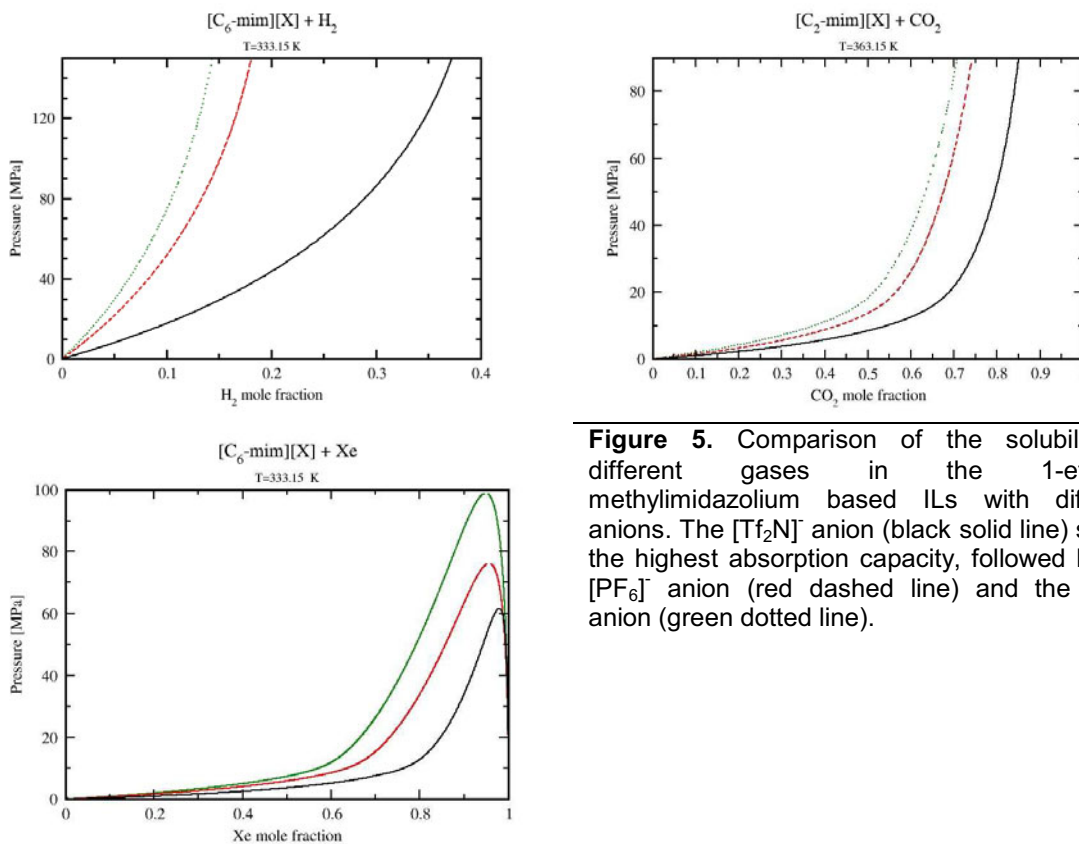 [C₆-mim][X] + H₂
T=333.15 K
Pressure [MPa]
120
80
40
0
0 0.1 0.2 0.3 0.4
H₂ mole fraction
[C₂-mim][X] + CO₂
T=363.15 K
Pressure [MPa]
80
60
40
20
0
0 0.1 0.2 0.3 0.4 0.5 0.6 0.7 0.8 0.9
CO₂ mole fraction
[C₆-mim][X] + Xe
T=333.15 K
Pressure [MPa]
100
80
60
40
20
0
0 0.2 0.4 0.6 0.8 1
Xe mole fraction
Figure 5. Comparison of the
different gases in the
methylimidazolium based ILs with
anions. The [Tf₂N]⁻ anion (black solid line)
the highest absorption capacity, followed
[PF₆]⁻ anion (red dashed line) and the
anion (green dotted line).